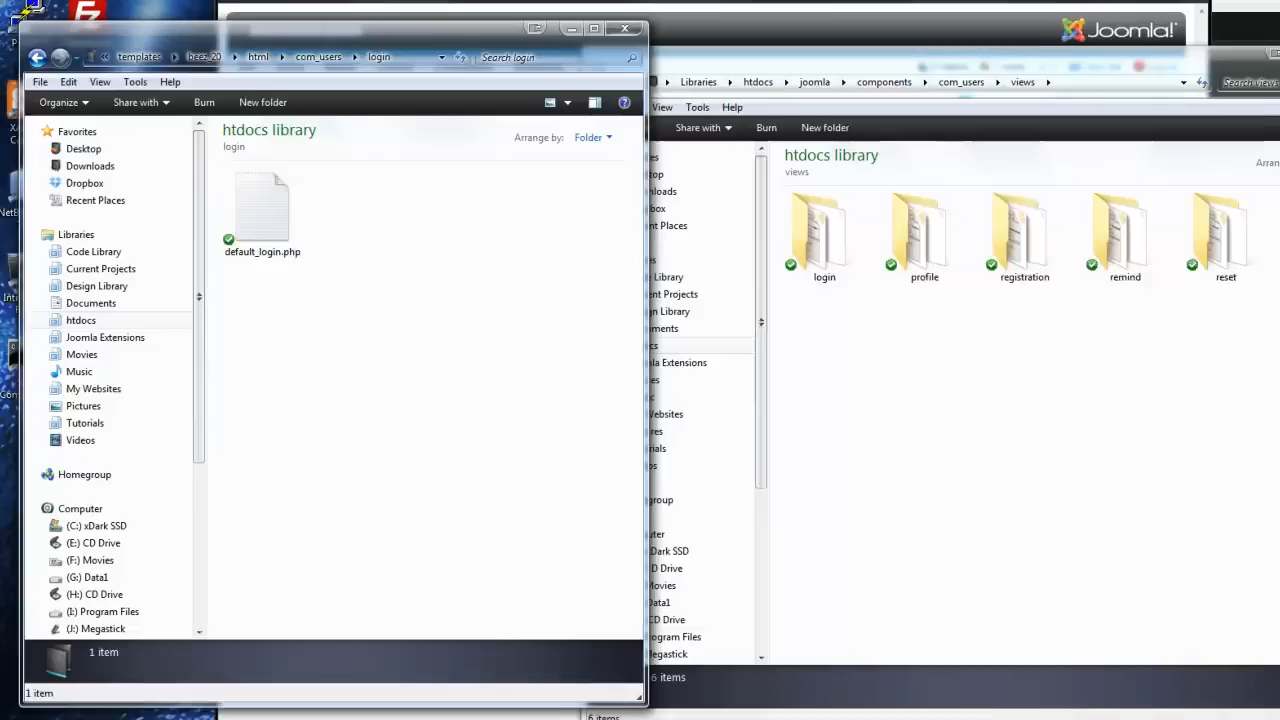 Joomla!
templates
beez_20
html
com_users
login
Search login
File Edit View Tools Help
Organize Share with Burn New folder
Favorites
Desktop
Downloads
Dropbox
Recent Places
Libraries
Code Library
Current Projects
Design Library
Documents
htdocs
Joomla Extensions
Movies
Music
My Websites
Pictures
Tutorials
Videos
Homegroup
Computer
(C:) xDark SSD
(E:) CD Drive
(F:) Movies
(G:) Data1
(H:) CD Drive
(I:) Program Files
(J:) Megastick
htdocs library
login
Arrange by: Folder
default_login.php
1 item
1 item
Libraries
htdocs
joomla
components
com_users
views
Search views
View Tools Help
Share with Burn New folder
htdocs library
views
login
profile
registration
remind
reset
6 items
6 items